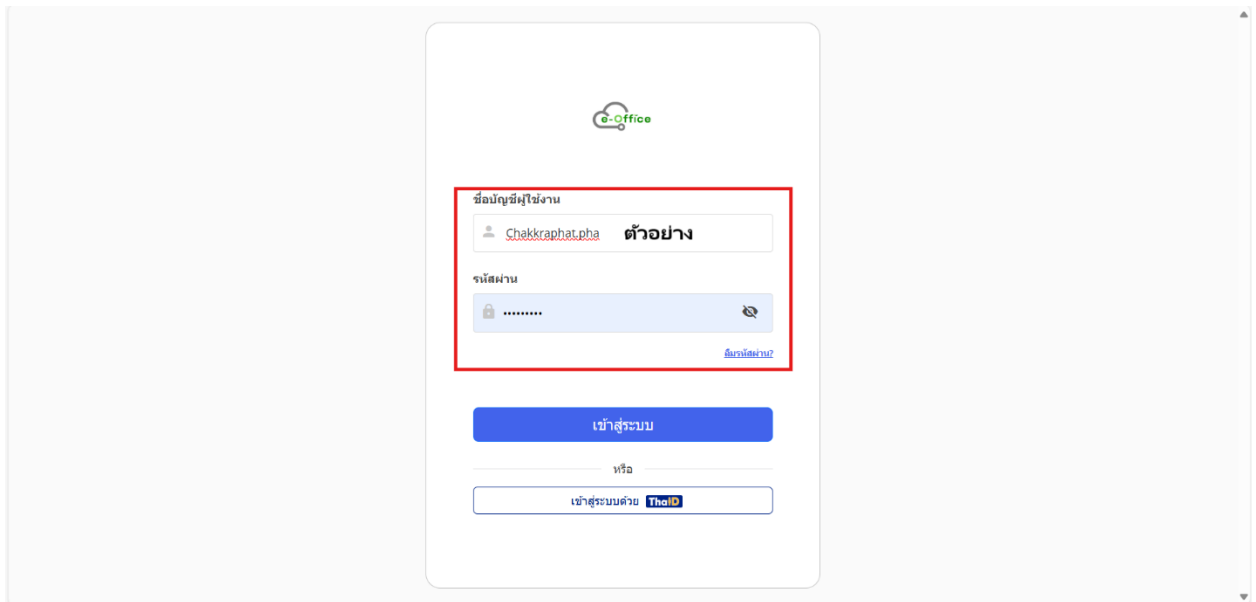 e-Office
ชื่อบัญชีผู้ใช้งาน
Chakkraphat.pha ตัวอย่าง
รหัสผ่าน
•••••••••
ลืมรหัสผ่าน?
เข้าสู่ระบบ
หรือ
เข้าสู่ระบบด้วย ThaID